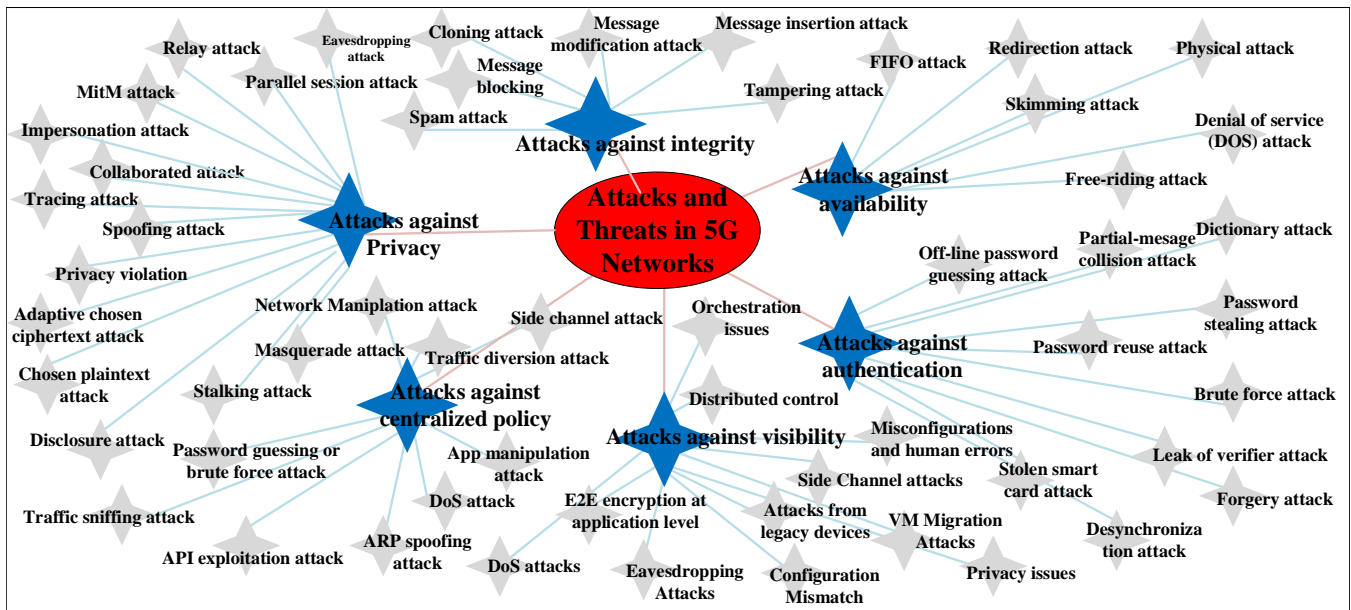 Relay attack
Eavesdropping
attack
Cloning attack
Message
modification attack
Message insertion attack
Redirection attack
Physical attack
MitM attack
Parallel session attack
Message
blocking
FIFO attack
Tampering attack
Skimming attack
Impersonation attack
Spam attack
Attacks against integrity
Denial of service
(DOS) attack
Collaborated attack
Tracing attack
Spoofing attack
Attacks against
Privacy
Attacks and
Threats in 5G
Networks
Attacks against
availability
Free-riding attack
Privacy violation
Off-line password
guessing attack
Partial-mesage
collision attack
Dictionary attack
Adaptive chosen
ciphertext attack
Network Maniplation attack
Side channel attack
Orchestration
issues
Password
stealing attack
Masquerade attack
Traffic diversion attack
Attacks against
authentication
Password reuse attack
Chosen plaintext
attack
Stalking attack
Attacks against
centralized policy
Distributed control
Brute force attack
Disclosure attack
Password guessing or
brute force attack
App manipulation
attack
Attacks against visibility
Misconfigurations
and human errors
Leak of verifier attack
Side Channel attacks
Stolen smart
card attack
Forgery attack
Traffic sniffing attack
DoS attack
E2E encryption at
application level
Attacks from
legacy devices
VM Migration
Attacks
Desynchroniza
tion attack
API exploitation attack
ARP spoofing
attack
DoS attacks
Eavesdropping
Attacks
Configuration
Mismatch
Privacy issues